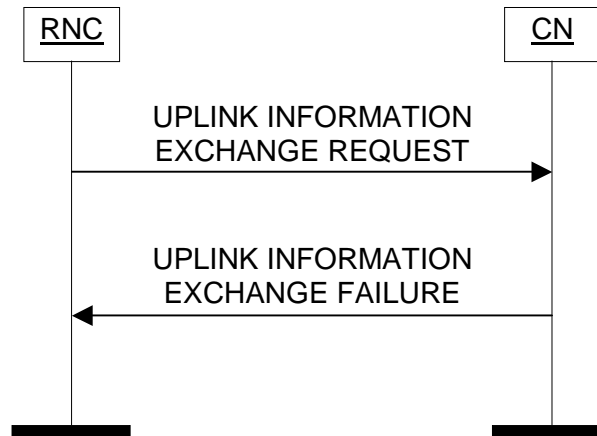 RNC
CN
UPLINK INFORMATION
EXCHANGE REQUEST
UPLINK INFORMATION
EXCHANGE FAILURE